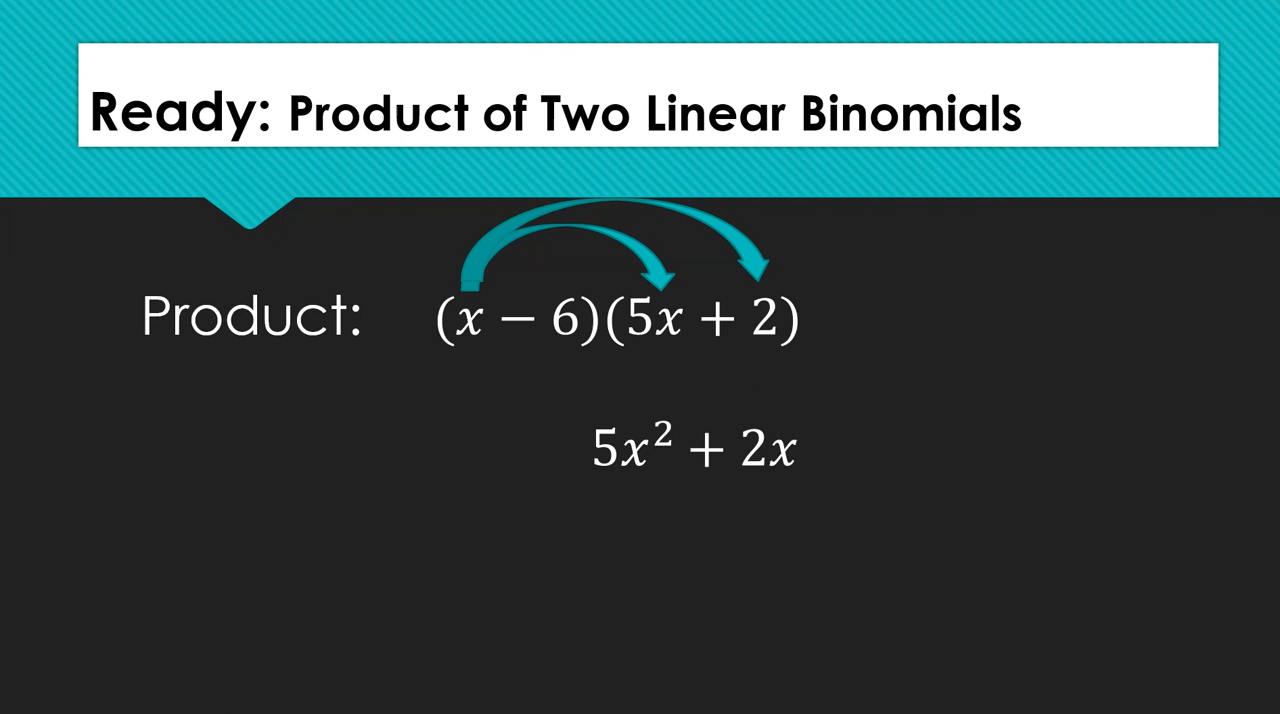 Ready: Product of Two Linear Binomials
Product: (x − 6)(5x + 2)
5x² + 2x